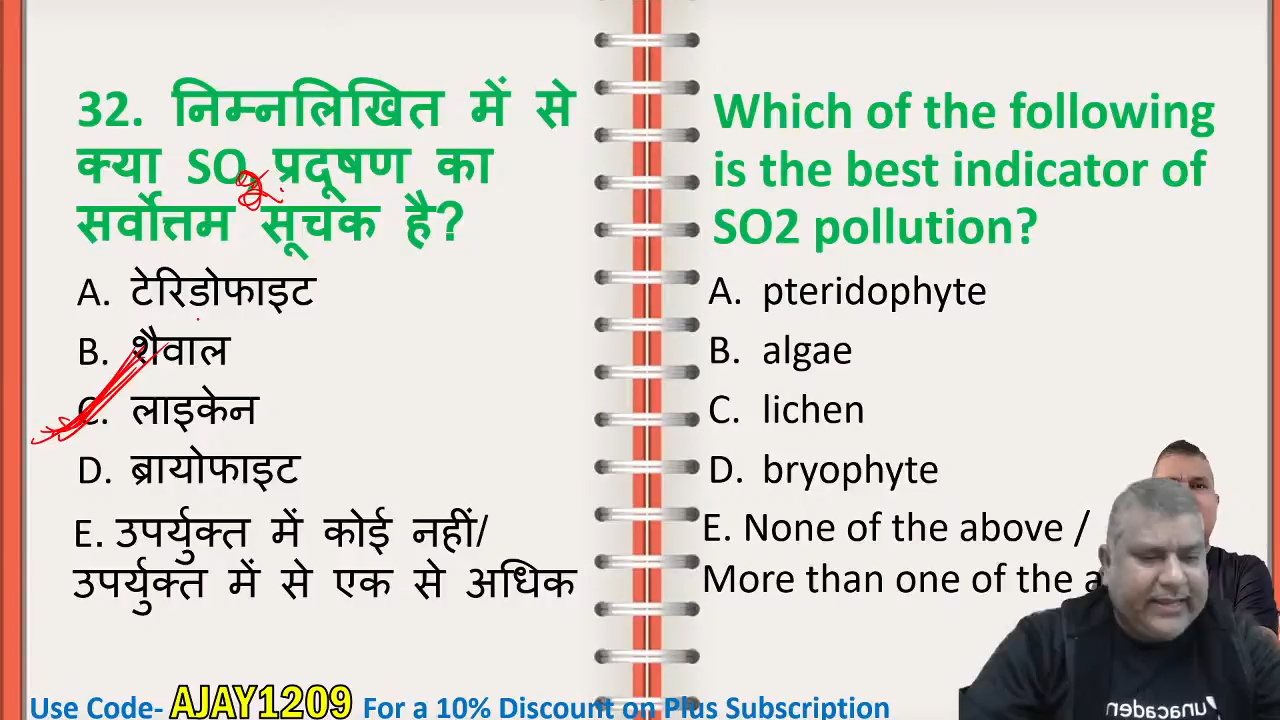 32. निम्नलिखित में से
क्या SO2 प्रदूषण का
सर्वोत्तम सूचक है?
A. टेरिडोफाइट
B. शैवाल
C. लाइकेन
D. ब्रायोफाइट
E. उपर्युक्त में कोई नहीं/
उपर्युक्त में से एक से अधिक
Which of the following
is the best indicator of
SO2 pollution?
A. pteridophyte
B. algae
C. lichen
D. bryophyte
E. None of the above /
More than one of the a
Use Code- AJAY1209 For a 10% Discount on Plus Subscription
unacaden